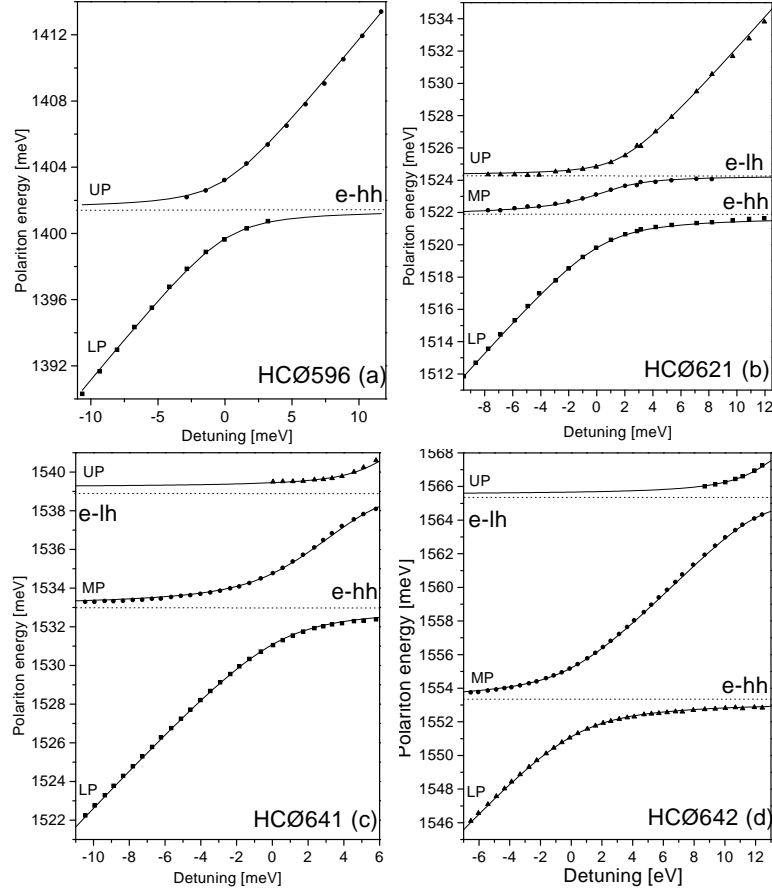 1412
1408
1404
1400
1396
1392
Polariton energy [meV]
UP
e-hh
LP
HCØ596 (a)
-10
-5
0
5
10
Detuning [meV]
1534
1532
1530
1528
1526
1524
1522
1520
1518
1516
1514
1512
Polariton energy [meV]
UP
e-lh
MP
e-hh
LP
HCØ621 (b)
-8
-6
-4
-2
0
2
4
6
8
10
12
Detuning [meV]
1540
1538
1536
1534
1532
1530
1528
1526
1524
1522
Polariton energy [meV]
UP
e-lh
MP
e-hh
LP
HCØ641 (c)
-10
-8
-6
-4
-2
0
2
4
6
Detuning [meV]
1568
1566
1564
1562
1560
1558
1556
1554
1552
1550
1548
1546
Polariton energy [meV]
UP
e-lh
MP
e-hh
LP
HCØ642 (d)
-6
-4
-2
0
2
4
6
8
10
12
Detuning [eV]